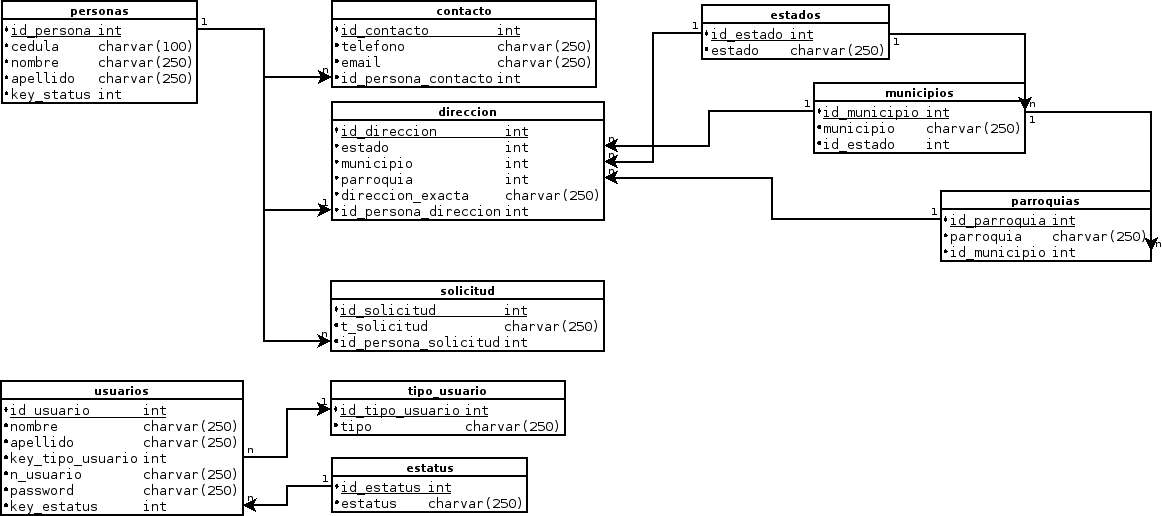 personas
id_persona int
cedula charvar(100)
nombre charvar(250)
apellido charvar(250)
key_status int
1
contacto
id_contacto int
telefono charvar(250)
email charvar(250)
id_persona_contacto int
n
direccion
id_direccion int
estado int
municipio int
parroquia int
direccion_exacta charvar(250)
id_persona_direccion int
1
n
n
n
estados
id_estado int
estado charvar(250)
1
1
municipios
id_municipio int
municipio charvar(250)
id_estado int
1
n
1
parroquias
id_parroquia int
parroquia charvar(250)
id_municipio int
1
n
solicitud
id_solicitud int
t_solicitud charvar(250)
id_persona_solicitud int
n
usuarios
id_usuario int
nombre charvar(250)
apellido charvar(250)
key_tipo_usuario int
n_usuario charvar(250)
password charvar(250)
key_estatus int
n
n
tipo_usuario
id_tipo_usuario int
tipo charvar(250)
1
estatus
id_estatus int
estatus charvar(250)
1